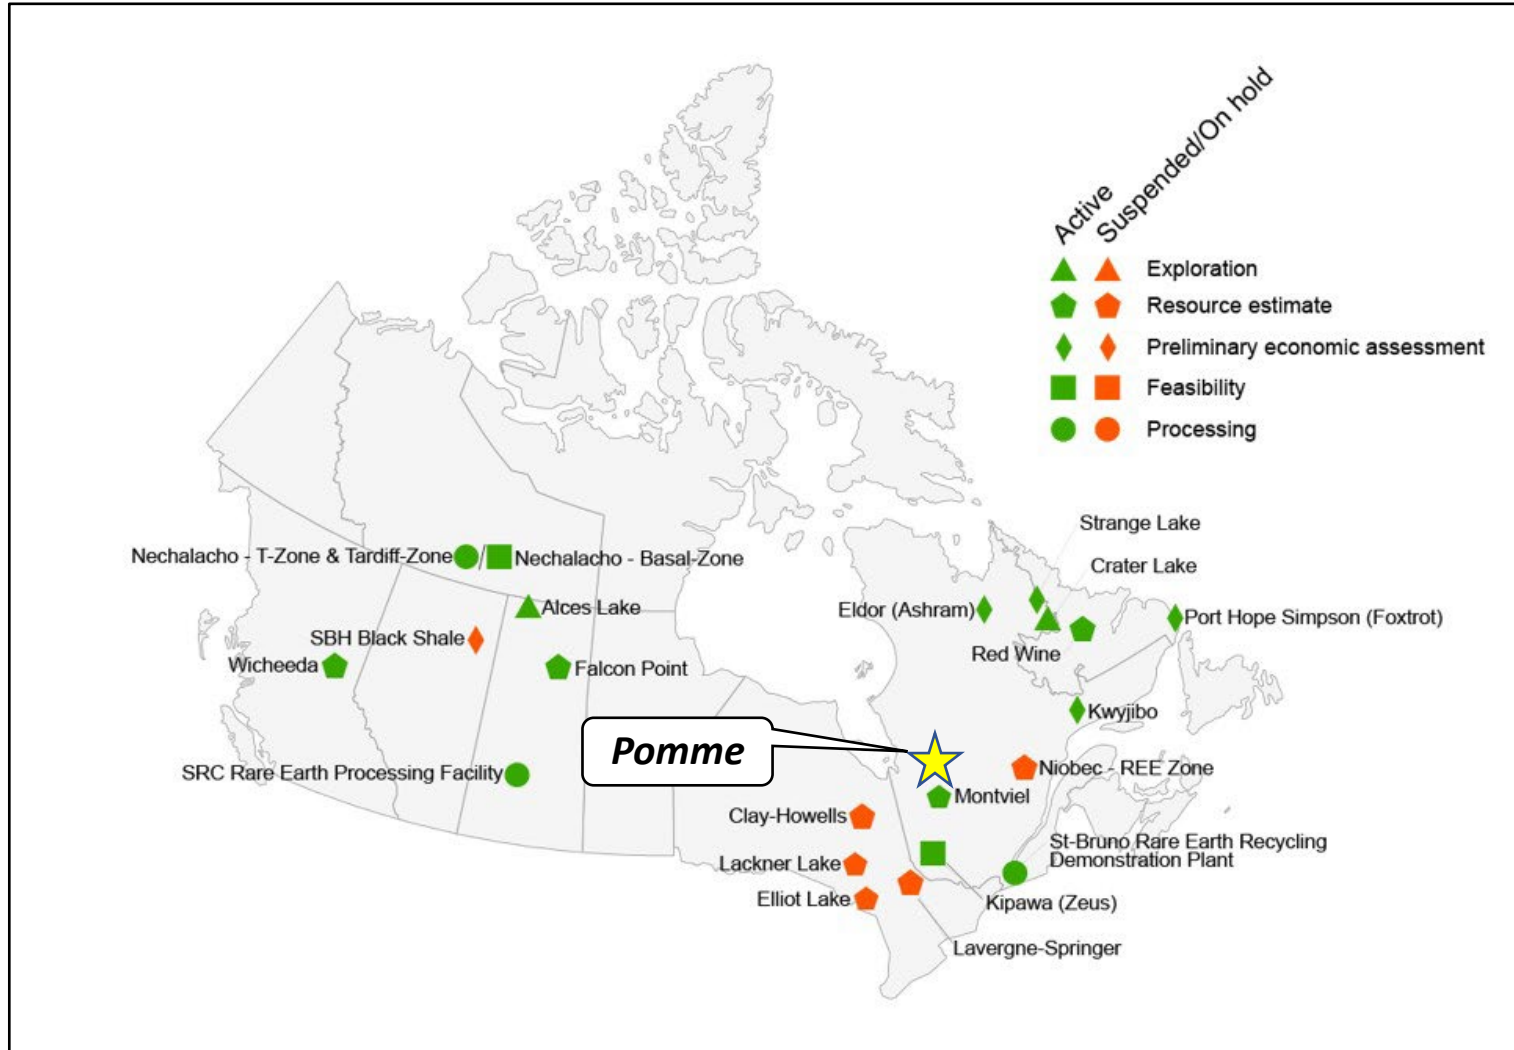 Active
Suspended/On hold
Exploration
Resource estimate
Preliminary economic assessment
Feasibility
Processing
Strange Lake
Crater Lake
Nechalacho - T-Zone & Tardiff-Zone
/
Nechalacho - Basal-Zone
Alces Lake
Eldor (Ashram)
Port Hope Simpson (Foxtrot)
SBH Black Shale
Red Wine
Wicheeda
Falcon Point
Kwyjibo
Pomme
SRC Rare Earth Processing Facility
Niobec - REE Zone
Montviel
Clay-Howells
St-Bruno Rare Earth Recycling
Demonstration Plant
Lackner Lake
Elliot Lake
Kipawa (Zeus)
Lavergne-Springer